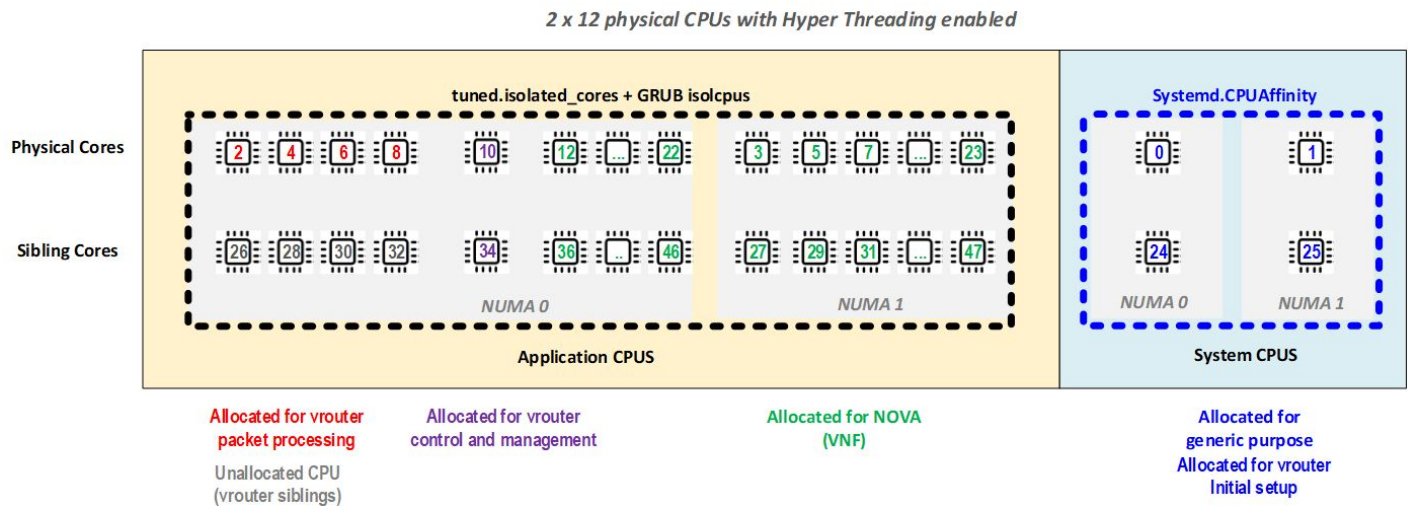 2 x 12 physical CPUs with Hyper Threading enabled
tuned.isolated_cores + GRUB isolcpus
Systemd.CPUAffinity
Physical Cores
2 4 6 8 10 12 ... 22 3 5 7 ... 23 0 1
Sibling Cores
26 28 30 32 34 36 .. 46 27 29 31 ... 47 24 25
NUMA 0 NUMA 1 NUMA 0 NUMA 1
Application CPUS
System CPUS
Allocated for vrouter
packet processing
Unallocated CPU
(vrouter siblings)
Allocated for vrouter
control and management
Allocated for NOVA
(VNF)
Allocated for
generic purpose
Allocated for vrouter
Initial setup